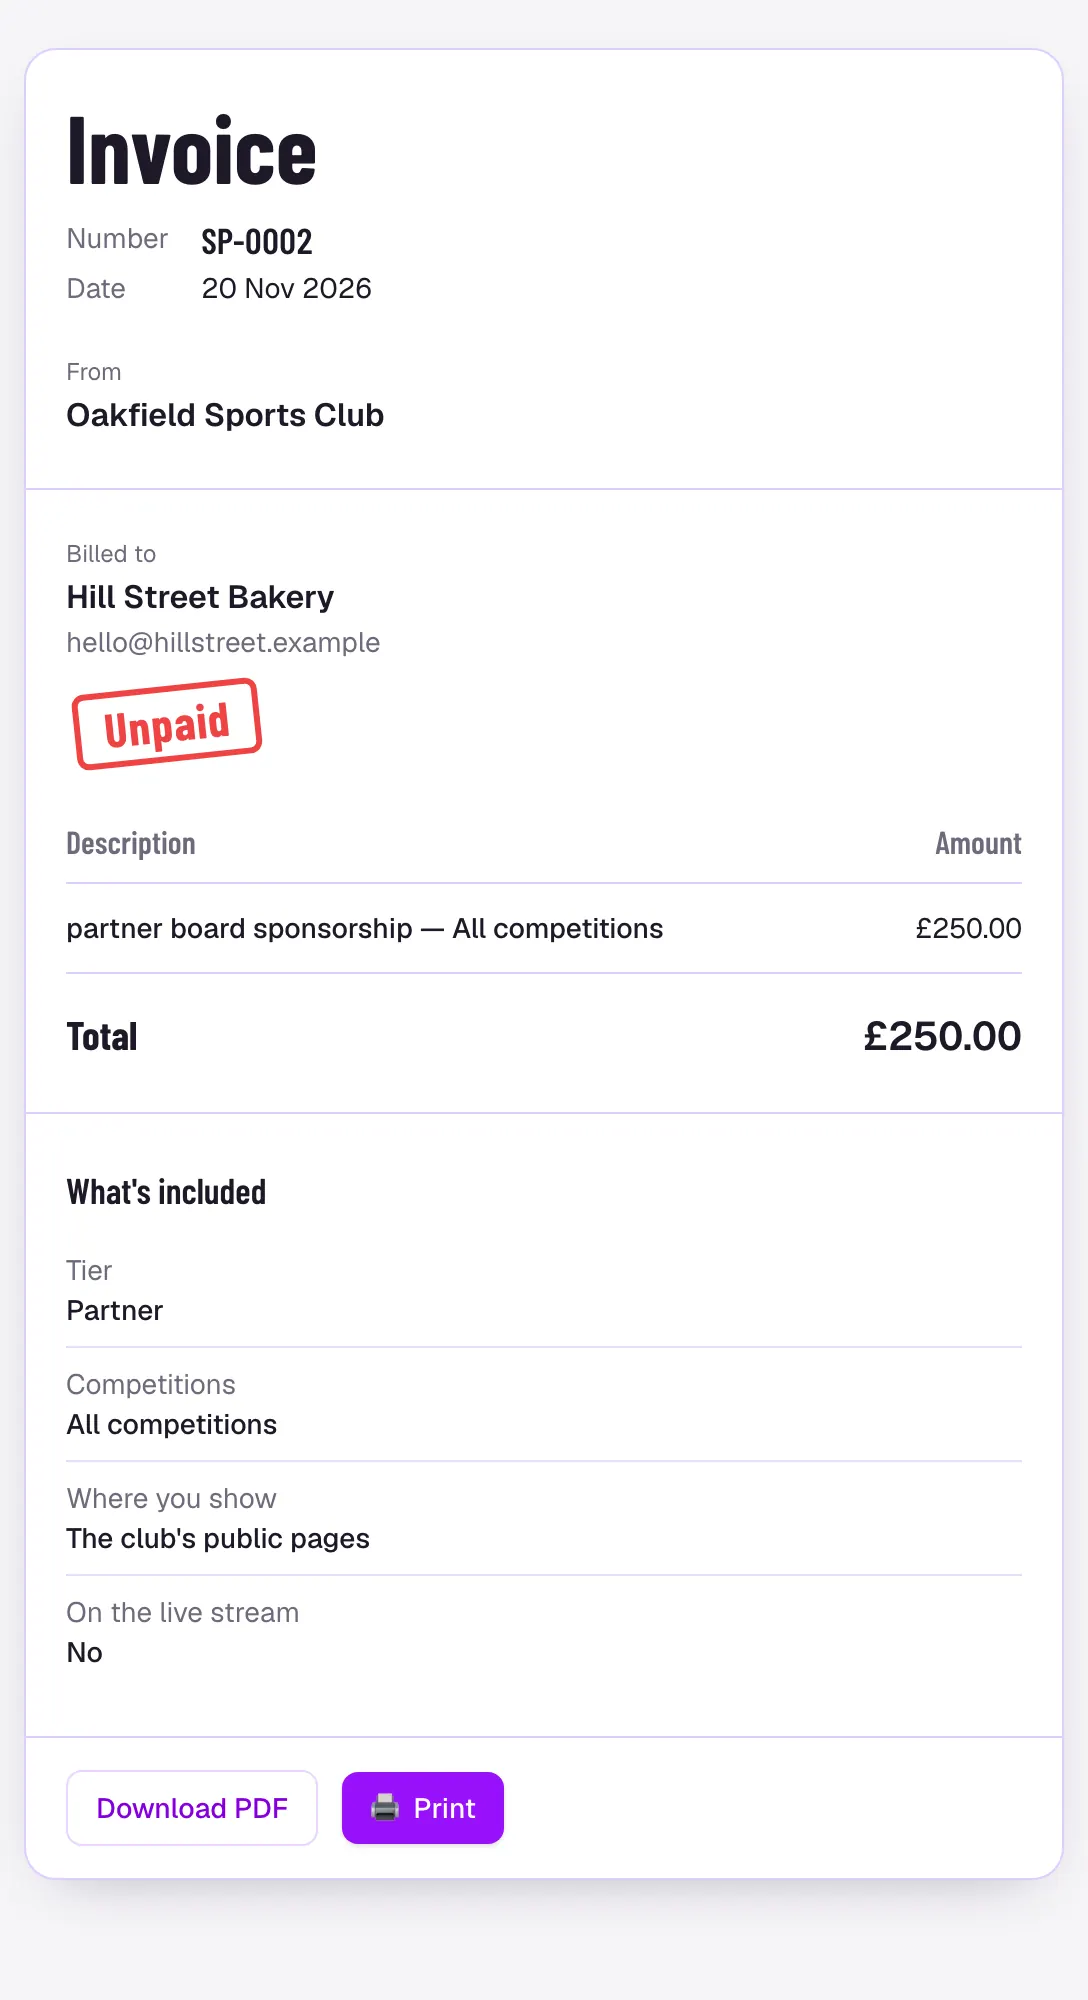 Invoice
Number SP-0002
Date 20 Nov 2026
From
Oakfield Sports Club
Billed to
Hill Street Bakery
hello@hillstreet.example
Unpaid
Description Amount
partner board sponsorship — All competitions £250.00
Total £250.00
What's included
Tier
Partner
Competitions
All competitions
Where you show
The club's public pages
On the live stream
No
Download PDF Print